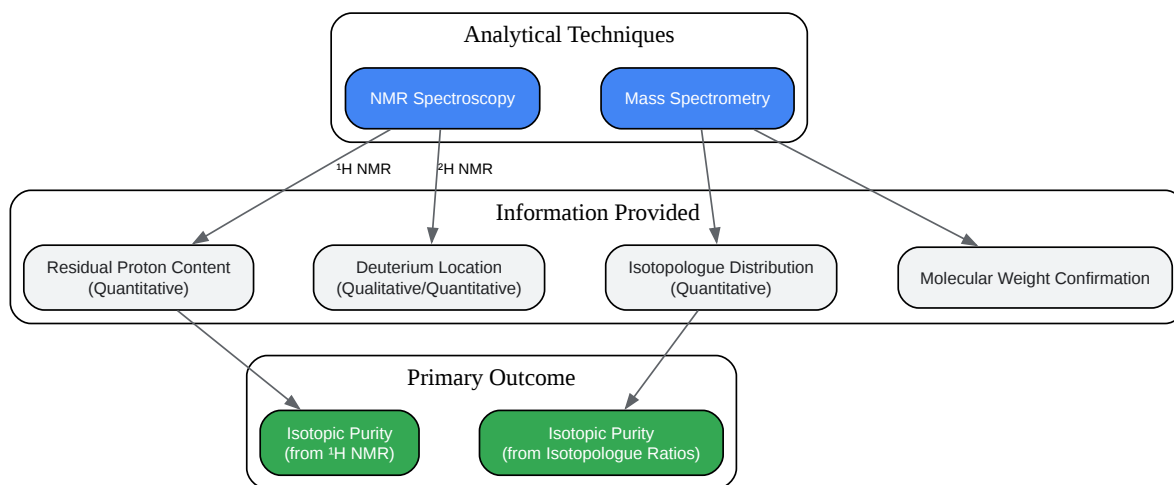 Analytical Techniques
NMR Spectroscopy
Mass Spectrometry
¹H NMR
²H NMR
Information Provided
Residual Proton Content
(Quantitative)
Deuterium Location
(Qualitative/Quantitative)
Isotopologue Distribution
(Quantitative)
Molecular Weight Confirmation
Primary Outcome
Isotopic Purity
(from ¹H NMR)
Isotopic Purity
(from Isotopologue Ratios)